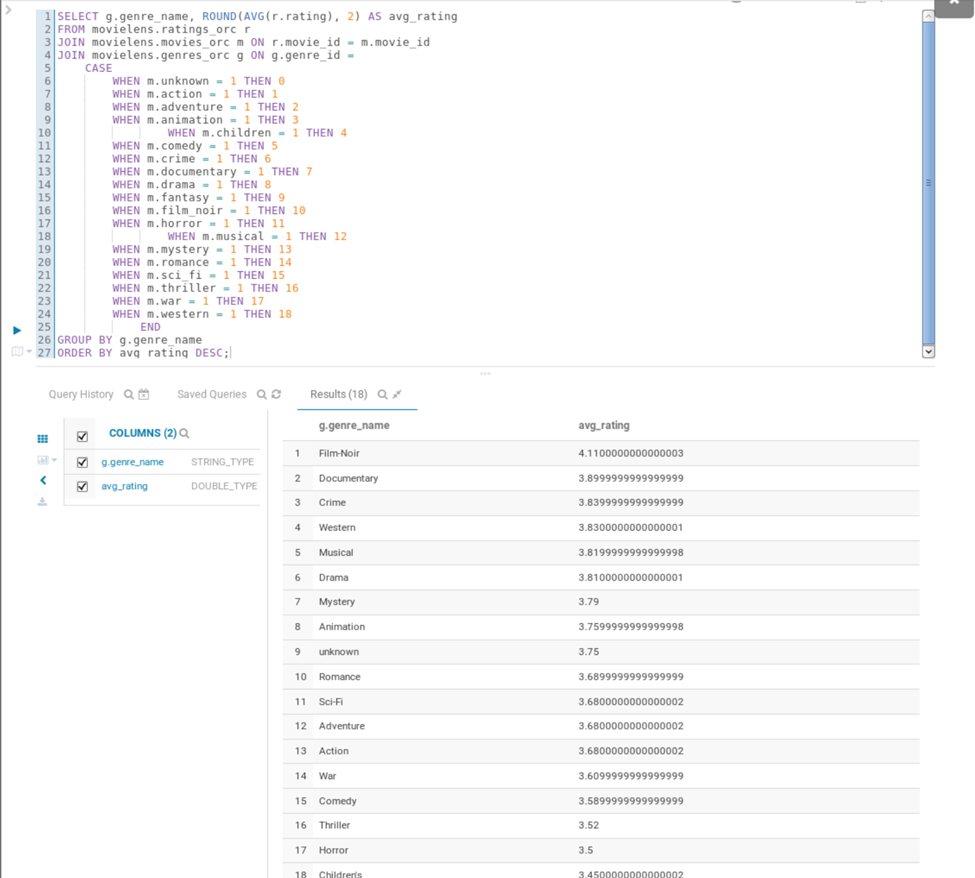 1 SELECT g.genre_name, ROUND(AVG(r.rating), 2) AS avg_rating
2 FROM movielens.ratings_orc r
3 JOIN movielens.movies_orc m ON r.movie_id = m.movie_id
4 JOIN movielens.genres_orc g ON g.genre_id =
5 CASE
6 WHEN m.unknown = 1 THEN 0
7 WHEN m.action = 1 THEN 1
8 WHEN m.adventure = 1 THEN 2
9 WHEN m.animation = 1 THEN 3
10 WHEN m.children = 1 THEN 4
11 WHEN m.comedy = 1 THEN 5
12 WHEN m.crime = 1 THEN 6
13 WHEN m.documentary = 1 THEN 7
14 WHEN m.drama = 1 THEN 8
15 WHEN m.fantasy = 1 THEN 9
16 WHEN m.film_noir = 1 THEN 10
17 WHEN m.horror = 1 THEN 11
18 WHEN m.musical = 1 THEN 12
19 WHEN m.mystery = 1 THEN 13
20 WHEN m.romance = 1 THEN 14
21 WHEN m.sci_fi = 1 THEN 15
22 WHEN m.thriller = 1 THEN 16
23 WHEN m.war = 1 THEN 17
24 WHEN m.western = 1 THEN 18
25 END
26 GROUP BY g.genre_name
27 ORDER BY avg_rating DESC;
Query History Saved Queries Results (18)
COLUMNS (2)
g.genre_name STRING_TYPE
avg_rating DOUBLE_TYPE
g.genre_name avg_rating
1 Film-Noir 4.1100000000000003
2 Documentary 3.8999999999999999
3 Crime 3.8399999999999999
4 Western 3.8300000000000001
5 Musical 3.8199999999999998
6 Drama 3.8100000000000001
7 Mystery 3.79
8 Animation 3.7599999999999998
9 unknown 3.75
10 Romance 3.6899999999999999
11 Sci-Fi 3.6800000000000002
12 Adventure 3.6800000000000002
13 Action 3.6800000000000002
14 War 3.6099999999999999
15 Comedy 3.5899999999999999
16 Thriller 3.52
17 Horror 3.5
18 Children's 3.4500000000000002